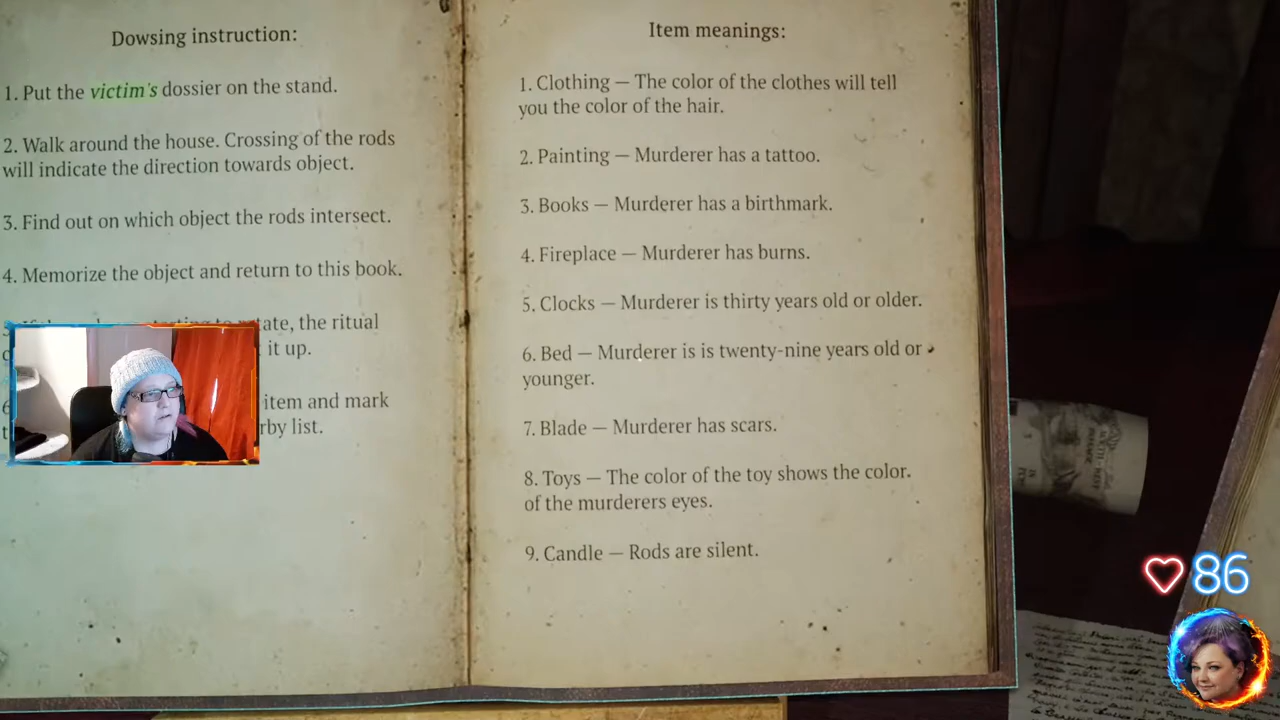 Dowsing instruction:
1. Put the victim's dossier on the stand.
2. Walk around the house. Crossing of the rods
will indicate the direction towards object.
3. Find out on which object the rods intersect.
4. Memorize the object and return to this book.
the ritual
it up.
item and mark
list.
Item meanings:
1. Clothing — The color of the clothes will tell
you the color of the hair.
2. Painting — Murderer has a tattoo.
3. Books — Murderer has a birthmark.
4. Fireplace — Murderer has burns.
5. Clocks — Murderer is thirty years old or older.
6. Bed — Murderer is is twenty-nine years old or
younger.
7. Blade — Murderer has scars.
8. Toys — The color of the toy shows the color.
of the murderers eyes.
9. Candle — Rods are silent.
86